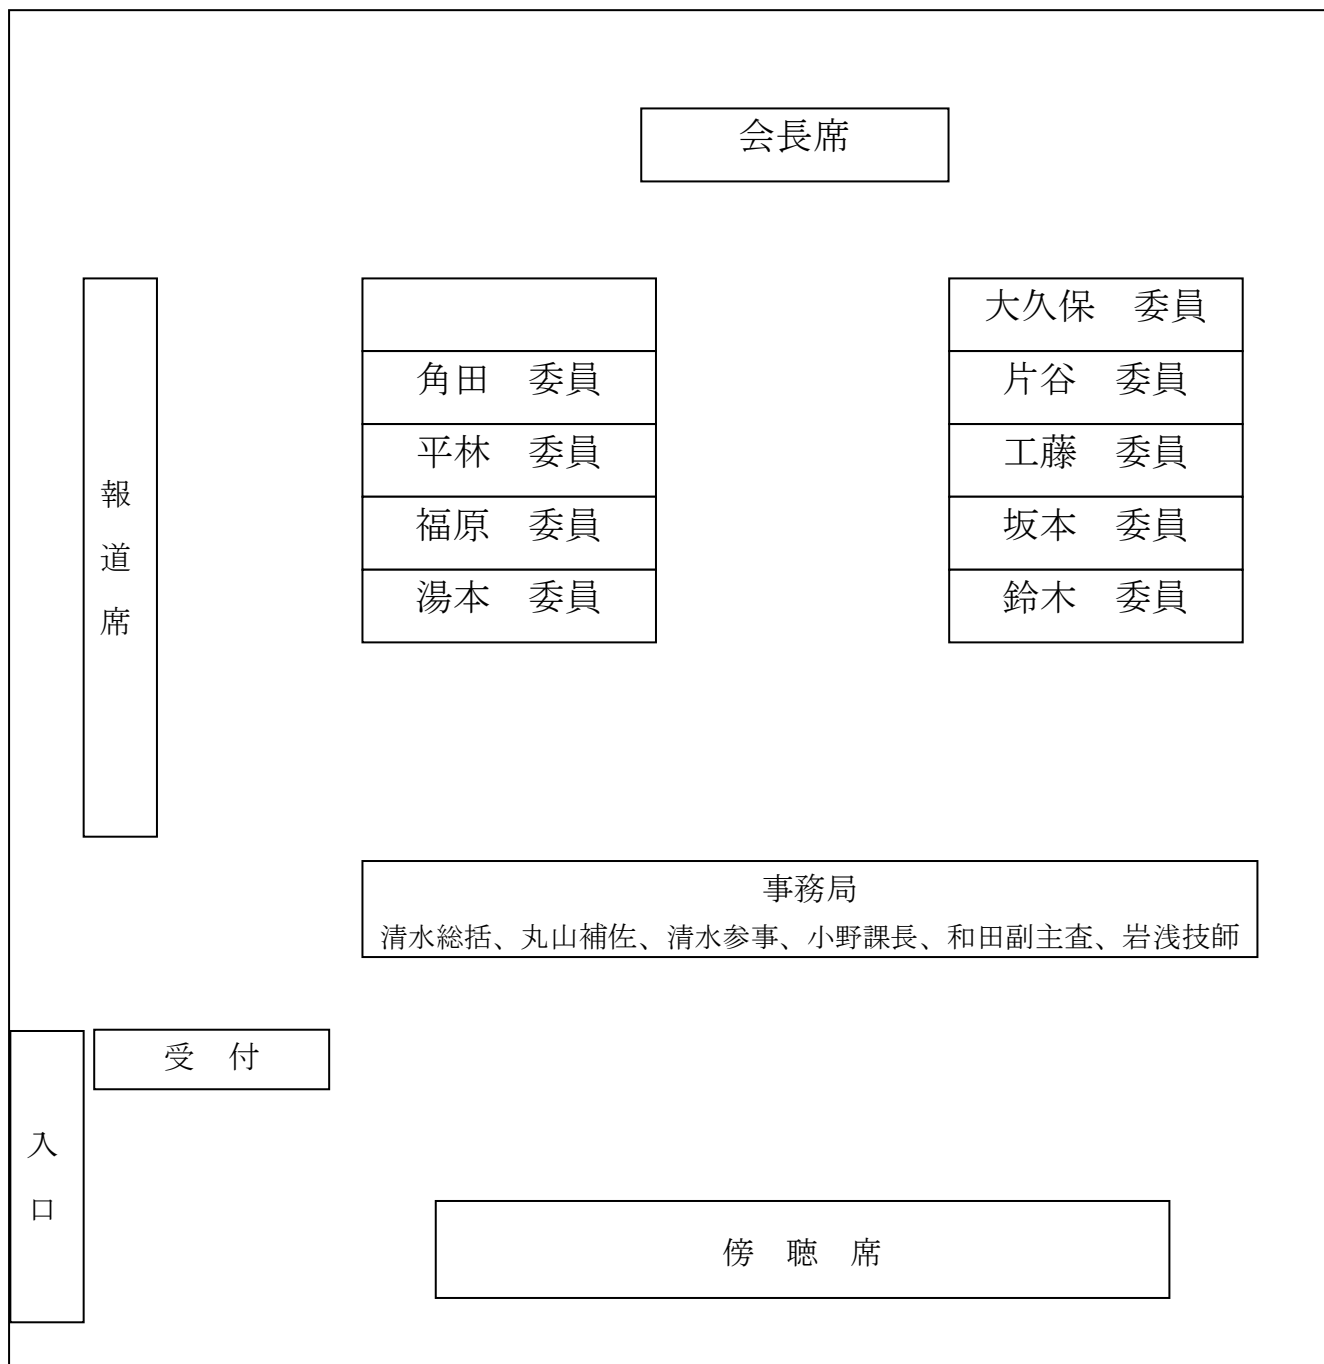 会長席
大久保　委員
角田　委員
片谷　委員
平林　委員
工藤　委員
福原　委員
坂本　委員
湯本　委員
鈴木　委員
報道席
事務局
清水総括、丸山補佐、清水参事、小野課長、和田副主査、岩浅技師
受　付
入口
傍　聴　席